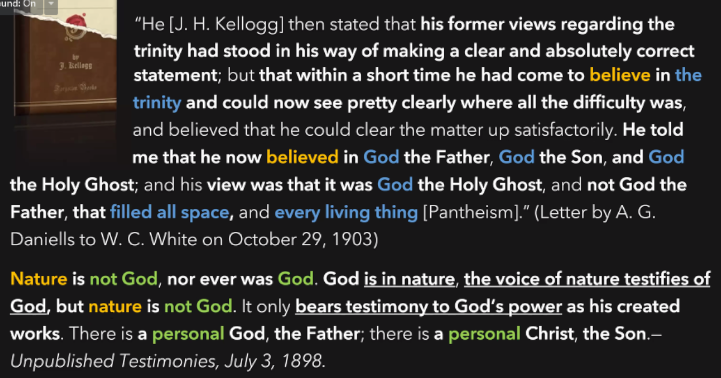 und: On
by
J. Kellogg
“He [J. H. Kellogg] then stated that his former views regarding the
trinity had stood in his way of making a clear and absolutely correct
statement; but that within a short time he had come to believe in the
trinity and could now see pretty clearly where all the difficulty was,
and believed that he could clear the matter up satisfactorily. He told
me that he now believed in God the Father, God the Son, and God
the Holy Ghost; and his view was that it was God the Holy Ghost, and not God the
Father, that filled all space, and every living thing [Pantheism].” (Letter by A. G.
Daniells to W. C. White on October 29, 1903)
Nature is not God, nor ever was God. God is in nature, the voice of nature testifies of
God, but nature is not God. It only bears testimony to God’s power as his created
works. There is a personal God, the Father; there is a personal Christ, the Son.—
Unpublished Testimonies, July 3, 1898.